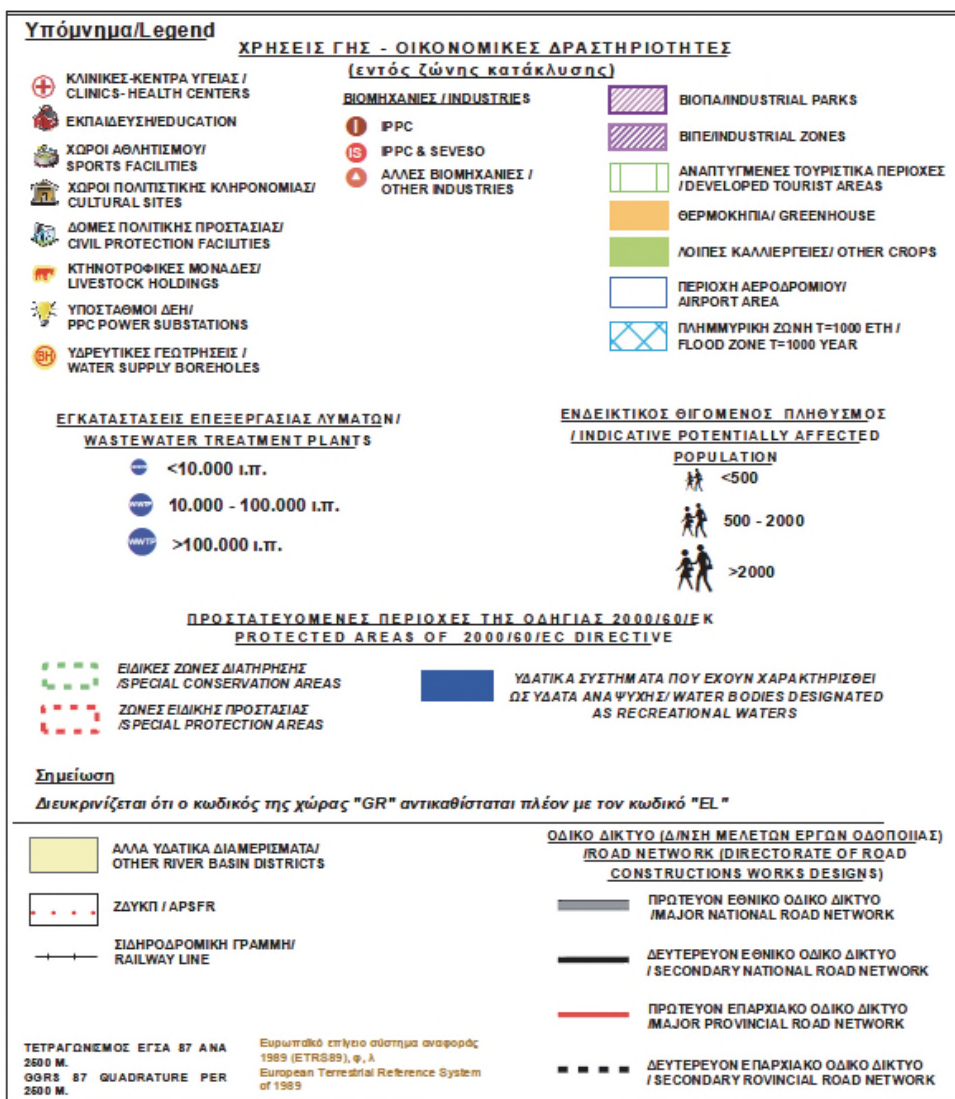 Υπόμνημα/Legend
ΧΡΗΣΕΙΣ ΓΗΣ - ΟΙΚΟΝΟΜΙΚΕΣ ΔΡΑΣΤΗΡΙΟΤΗΤΕΣ
(εντός ζώνης κατάκλυσης)
ΚΛΙΝΙΚΕΣ-ΚΕΝΤΡΑ ΥΓΕΙΑΣ /
CLINICS- HEALTH CENTERS
ΕΚΠΑΙΔΕΥΣΗ/EDUCATION
ΧΩΡΟΙ ΑΘΛΗΤΙΣΜΟΥ/
SPORTS FACILITIES
ΧΩΡΟΙ ΠΟΛΙΤΙΣΤΙΚΗΣ ΚΛΗΡΟΝΟΜΙΑΣ/
CULTURAL SITES
ΔΟΜΕΣ ΠΟΛΙΤΙΚΗΣ ΠΡΟΣΤΑΣΙΑΣ/
CIVIL PROTECTION FACILITIES
ΚΤΗΝΟΤΡΟΦΙΚΕΣ ΜΟΝΑΔΕΣ/
LIVESTOCK HOLDINGS
ΥΠΟΣΤΑΘΜΟΙ ΔΕΗ/
PPC POWER SUBSTATIONS
BH ΥΔΡΕΥΤΙΚΕΣ ΓΕΩΤΡΗΣΕΙΣ /
WATER SUPPLY BOREHOLES
ΒΙΟΜΗΧΑΝΙΕΣ / INDUSTRIES
I IPPC
IS IPPC & SEVESO
ΑΛΛΕΣ ΒΙΟΜΗΧΑΝΙΕΣ /
OTHER INDUSTRIES
ΒΙΟΠΑ/INDUSTRIAL PARKS
ΒΙΠΕ/INDUSTRIAL ZONES
ΑΝΑΠΤΥΓΜΕΝΕΣ ΤΟΥΡΙΣΤΙΚΑ ΠΕΡΙΟΧΕΣ
/DEVELOPED TOURIST AREAS
ΘΕΡΜΟΚΗΠΙΑ/ GREENHOUSE
ΛΟΙΠΕΣ ΚΑΛΛΙΕΡΓΕΙΕΣ/ OTHER CROPS
ΠΕΡΙΟΧΗ ΑΕΡΟΔΡΟΜΙΟΥ/
AIRPORT AREA
ΠΛΗΜΜΥΡΙΚΗ ΖΩΝΗ Τ=1000 ΕΤΗ /
FLOOD ZONE T=1000 YEAR
ΕΓΚΑΤΑΣΤΑΣΕΙΣ ΕΠΕΞΕΡΓΑΣΙΑΣ ΛΥΜΑΤΩΝ/
WASTEWATER TREATMENT PLANTS
<10.000 ι.π.
WWTP 10.000 - 100.000 ι.π.
WWTP >100.000 ι.π.
ΕΝΔΕΙΚΤΙΚΟΣ ΘΙΓΟΜΕΝΟΣ ΠΛΗΘΥΣΜΟΣ
/ INDICATIVE POTENTIALLY AFFECTED
POPULATION
<500
500 - 2000
>2000
ΠΡΟΣΤΑΤΕΥΟΜΕΝΕΣ ΠΕΡΙΟΧΕΣ ΤΗΣ ΟΔΗΓΙΑΣ 2000/60/ΕΚ
PROTECTED AREAS OF 2000/60/EC DIRECTIVE
ΕΙΔΙΚΕΣ ΖΩΝΕΣ ΔΙΑΤΗΡΗΣΗΣ
/SPECIAL CONSERVATION AREAS
ΖΩΝΕΣ ΕΙΔΙΚΗΣ ΠΡΟΣΤΑΣΙΑΣ
/SPECIAL PROTECTION AREAS
ΥΔΑΤΙΚΑ ΣΥΣΤΗΜΑΤΑ ΠΟΥ ΕΧΟΥΝ ΧΑΡΑΚΤΗΡΙΣΘΕΙ
ΩΣ ΥΔΑΤΑ ΑΝΑΨΥΧΗΣ/ WATER BODIES DESIGNATED
AS RECREATIONAL WATERS
Σημείωση
Διευκρινίζεται ότι ο κωδικός της χώρας "GR" αντικαθίσταται πλέον με τον κωδικό "EL"
ΑΛΛΑ ΥΔΑΤΙΚΑ ΔΙΑΜΕΡΙΣΜΑΤΑ/
OTHER RIVER BASIN DISTRICTS
ΖΔΥΚΠ / APSFR
ΣΙΔΗΡΟΔΡΟΜΙΚΗ ΓΡΑΜΜΗ/
RAILWAY LINE
ΟΔΙΚΟ ΔΙΚΤΥΟ (Δ/ΝΣΗ ΜΕΛΕΤΩΝ ΕΡΓΩΝ ΟΔΟΠΟΙΙΑΣ)
/ROAD NETWORK (DIRECTORATE OF ROAD
CONSTRUCTIONS WORKS DESIGNS)
ΠΡΩΤΕΥΟΝ ΕΘΝΙΚΟ ΟΔΙΚΟ ΔΙΚΤΥΟ
/MAJOR NATIONAL ROAD NETWORK
ΔΕΥΤΕΡΕΥΟΝ ΕΘΝΙΚΟ ΟΔΙΚΟ ΔΙΚΤΥΟ
/ SECONDARY NATIONAL ROAD NETWORK
ΠΡΩΤΕΥΟΝ ΕΠΑΡΧΙΑΚΟ ΟΔΙΚΟ ΔΙΚΤΥΟ
/MAJOR PROVINCIAL ROAD NETWORK
ΔΕΥΤΕΡΕΥΟΝ ΕΠΑΡΧΙΑΚΟ ΟΔΙΚΟ ΔΙΚΤΥΟ
/ SECONDARY ROVINCIAL ROAD NETWORK
ΤΕΤΡΑΓΩΝΙΣΜΟΣ ΕΓΣΑ 87 ΑΝΑ
2500 Μ.
GGRS 87 QUADRATURE PER
2500 M.
Ευρωπαϊκό επίγειο σύστημα αναφοράς
1989 (ETRS89), φ, λ
European Terrestrial Reference System
of 1989